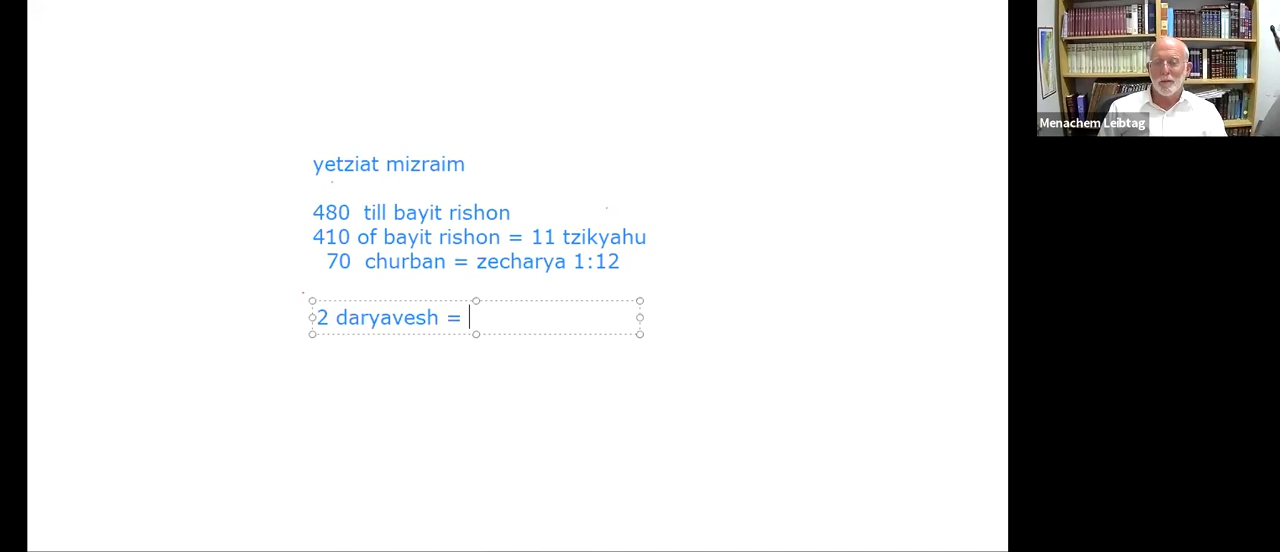 yetziat mizraim
480 till bayit rishon
410 of bayit rishon = 11 tzikyahu
70 churban = zecharya 1:12
2 daryavesh =
Menachem Leibtag